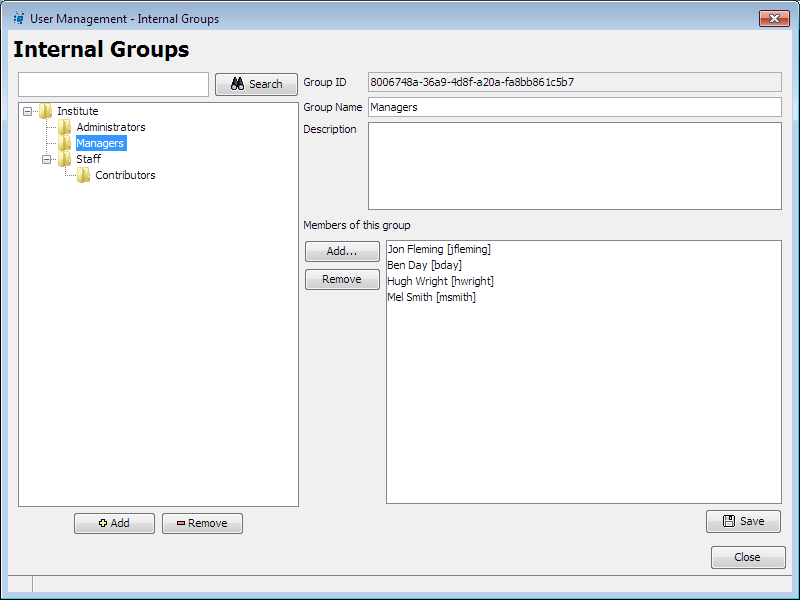 User Management - Internal Groups
Internal Groups
Search
Institute
Administrators
Managers
Staff
Contributors
Add
Remove
Group ID
8006748a-36a9-4d8f-a20a-fa8bb861c5b7
Group Name
Managers
Description
Members of this group
Add...
Remove
Jon Fleming [jfleming]
Ben Day [bday]
Hugh Wright [hwright]
Mel Smith [msmith]
Save
Close